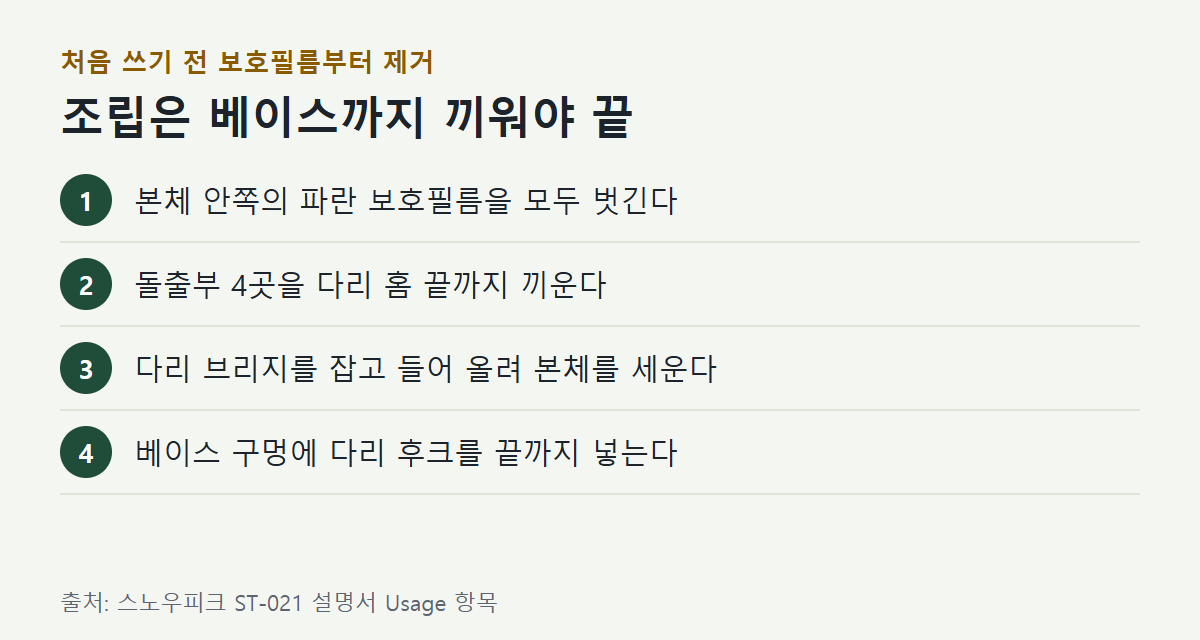 처음 쓰기 전 보호필름부터 제거
조립은 베이스까지 끼워야 끝
1 본체 안쪽의 파란 보호필름을 모두 벗긴다
2 돌출부 4곳을 다리 홈 끝까지 끼운다
3 다리 브리지를 잡고 들어 올려 본체를 세운다
4 베이스 구멍에 다리 후크를 끝까지 넣는다
출처: 스노우피크 ST-021 설명서 Usage 항목